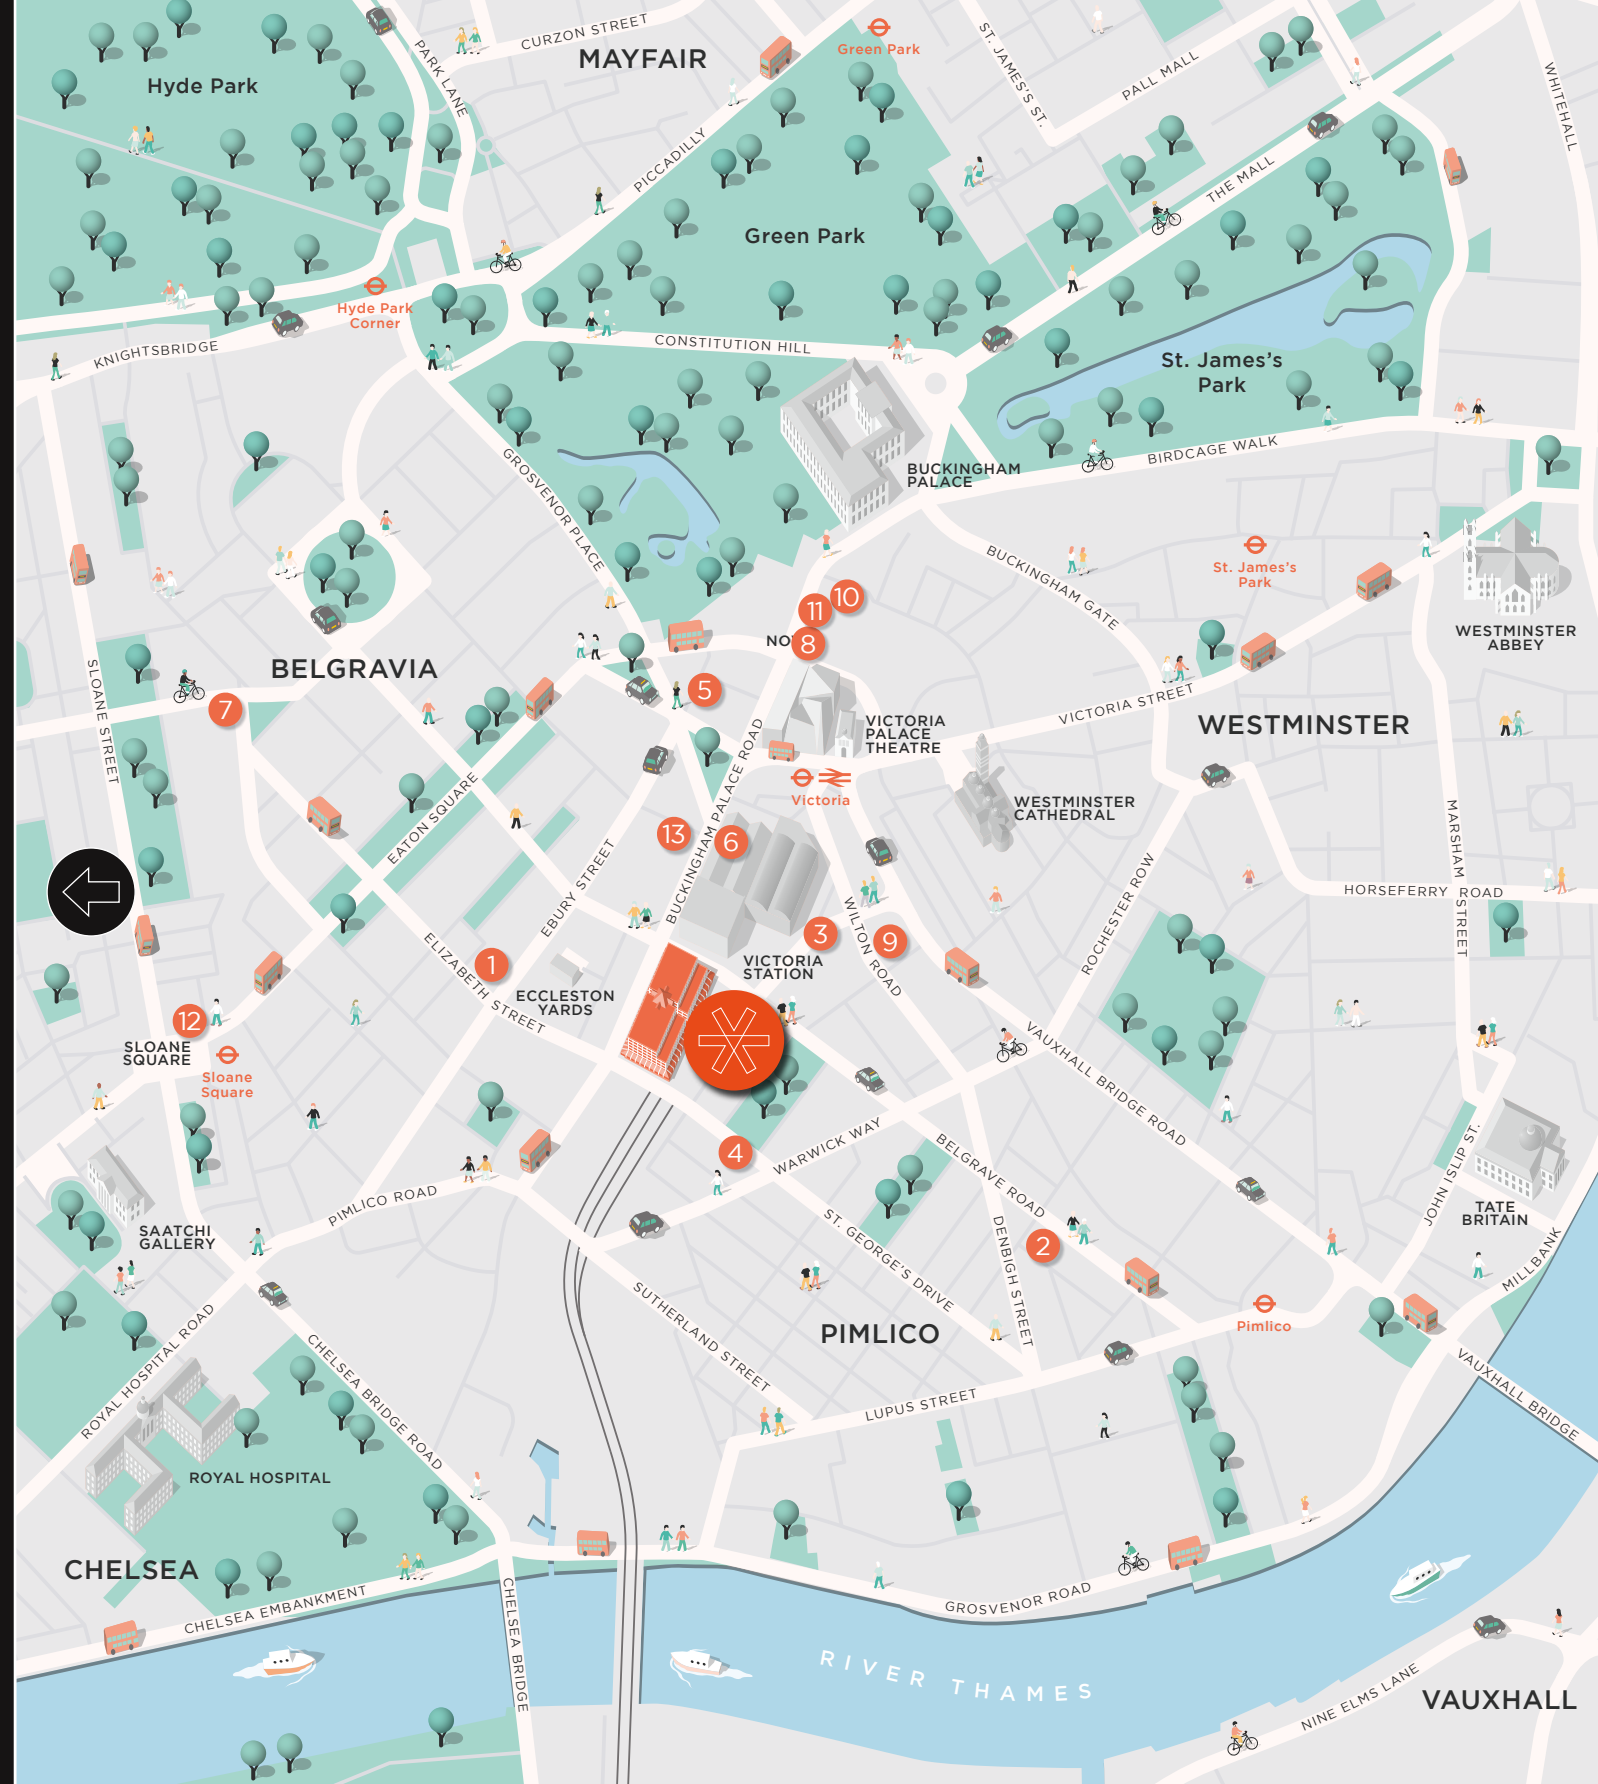 CURZON STREET
MAYFAIR
Green Park
ST. JAMES'S ST.
PALL MALL
WHITEHALL
PARK LANE
Hyde Park
PICCADILLY
THE MALL
Green Park
Hyde Park
Corner
KNIGHTSBRIDGE
CONSTITUTION HILL
St. James's
Park
BIRDCAGE WALK
BUCKINGHAM
PALACE
GROSVENOR PLACE
BUCKINGHAM GATE
St. James's
Park
WESTMINSTER
ABBEY
10
11
8
BELGRAVIA
SLOANE STREET
5
7
VICTORIA STREET
WESTMINSTER
VICTORIA
PALACE
THEATRE
BUCKINGHAM PALACE ROAD
Victoria
WESTMINSTER
CATHEDRAL
EATON SQUARE
13
6
EBURY STREET
MARSHAM STREET
HORSEFERRY ROAD
ROCHESTER ROW
WILTON ROAD
3
9
1
ELIZABETH STREET
VICTORIA
STATION
ECCLESTON
YARDS
12
SLOANE
SQUARE
Sloane
Square
VAUXHALL BRIDGE ROAD
4
WARWICK WAY
BELGRAVE ROAD
JOHN ISLIP ST.
TATE
BRITAIN
MILLBANK
PIMLICO ROAD
SAATCHI
GALLERY
ST. GEORGE'S DRIVE
DENBIGH STREET
2
SUTHERLAND STREET
PIMLICO
Pimlico
ROYAL HOSPITAL ROAD
CHELSEA BRIDGE ROAD
LUPUS STREET
VAUXHALL BRIDGE
ROYAL HOSPITAL
CHELSEA
CHELSEA EMBANKMENT
CHELSEA BRIDGE
GROSVENOR ROAD
RIVER THAMES
NINE ELMS LANE
VAUXHALL